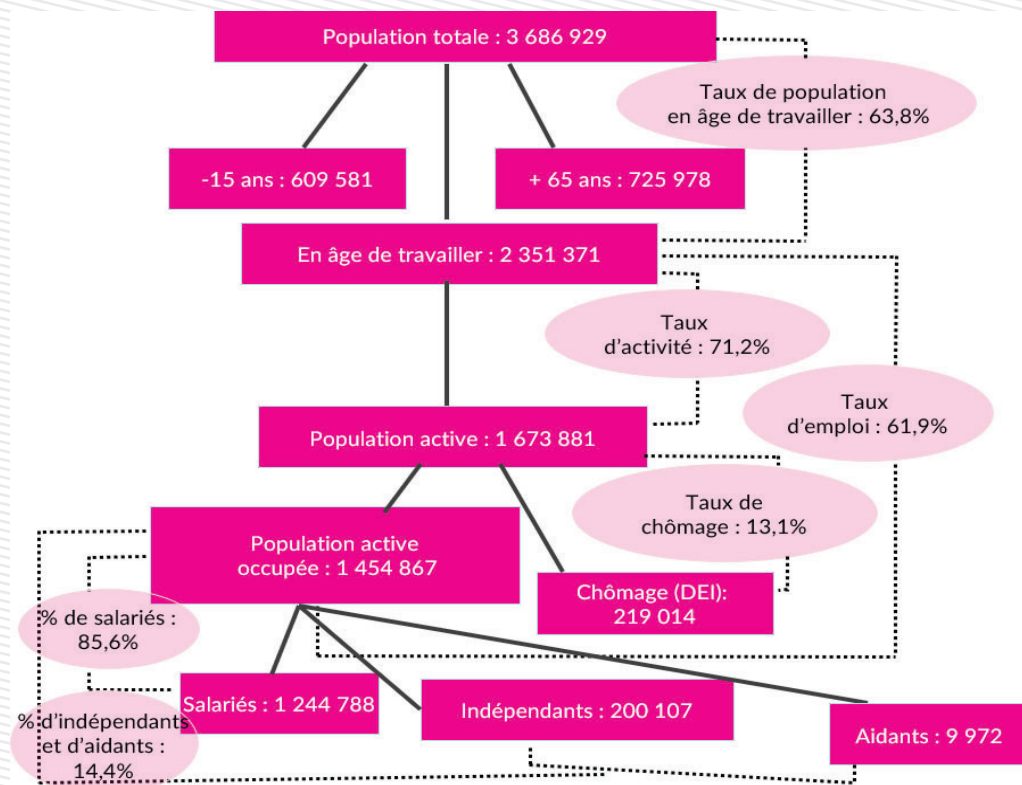 Population totale : 3 686 929
Taux de population
en âge de travailler : 63,8%
-15 ans : 609 581
+ 65 ans : 725 978
En âge de travailler : 2 351 371
Taux
d'activité : 71,2%
Taux
d'emploi : 61,9%
Population active : 1 673 881
Taux de
chômage : 13,1%
Population active
occupée : 1 454 867
Chômage (DEI):
219 014
% de salariés :
85,6%
Salariés : 1 244 788
Indépendants : 200 107
% d'indépendants
et d'aidants :
14,4%
Aidants : 9 972